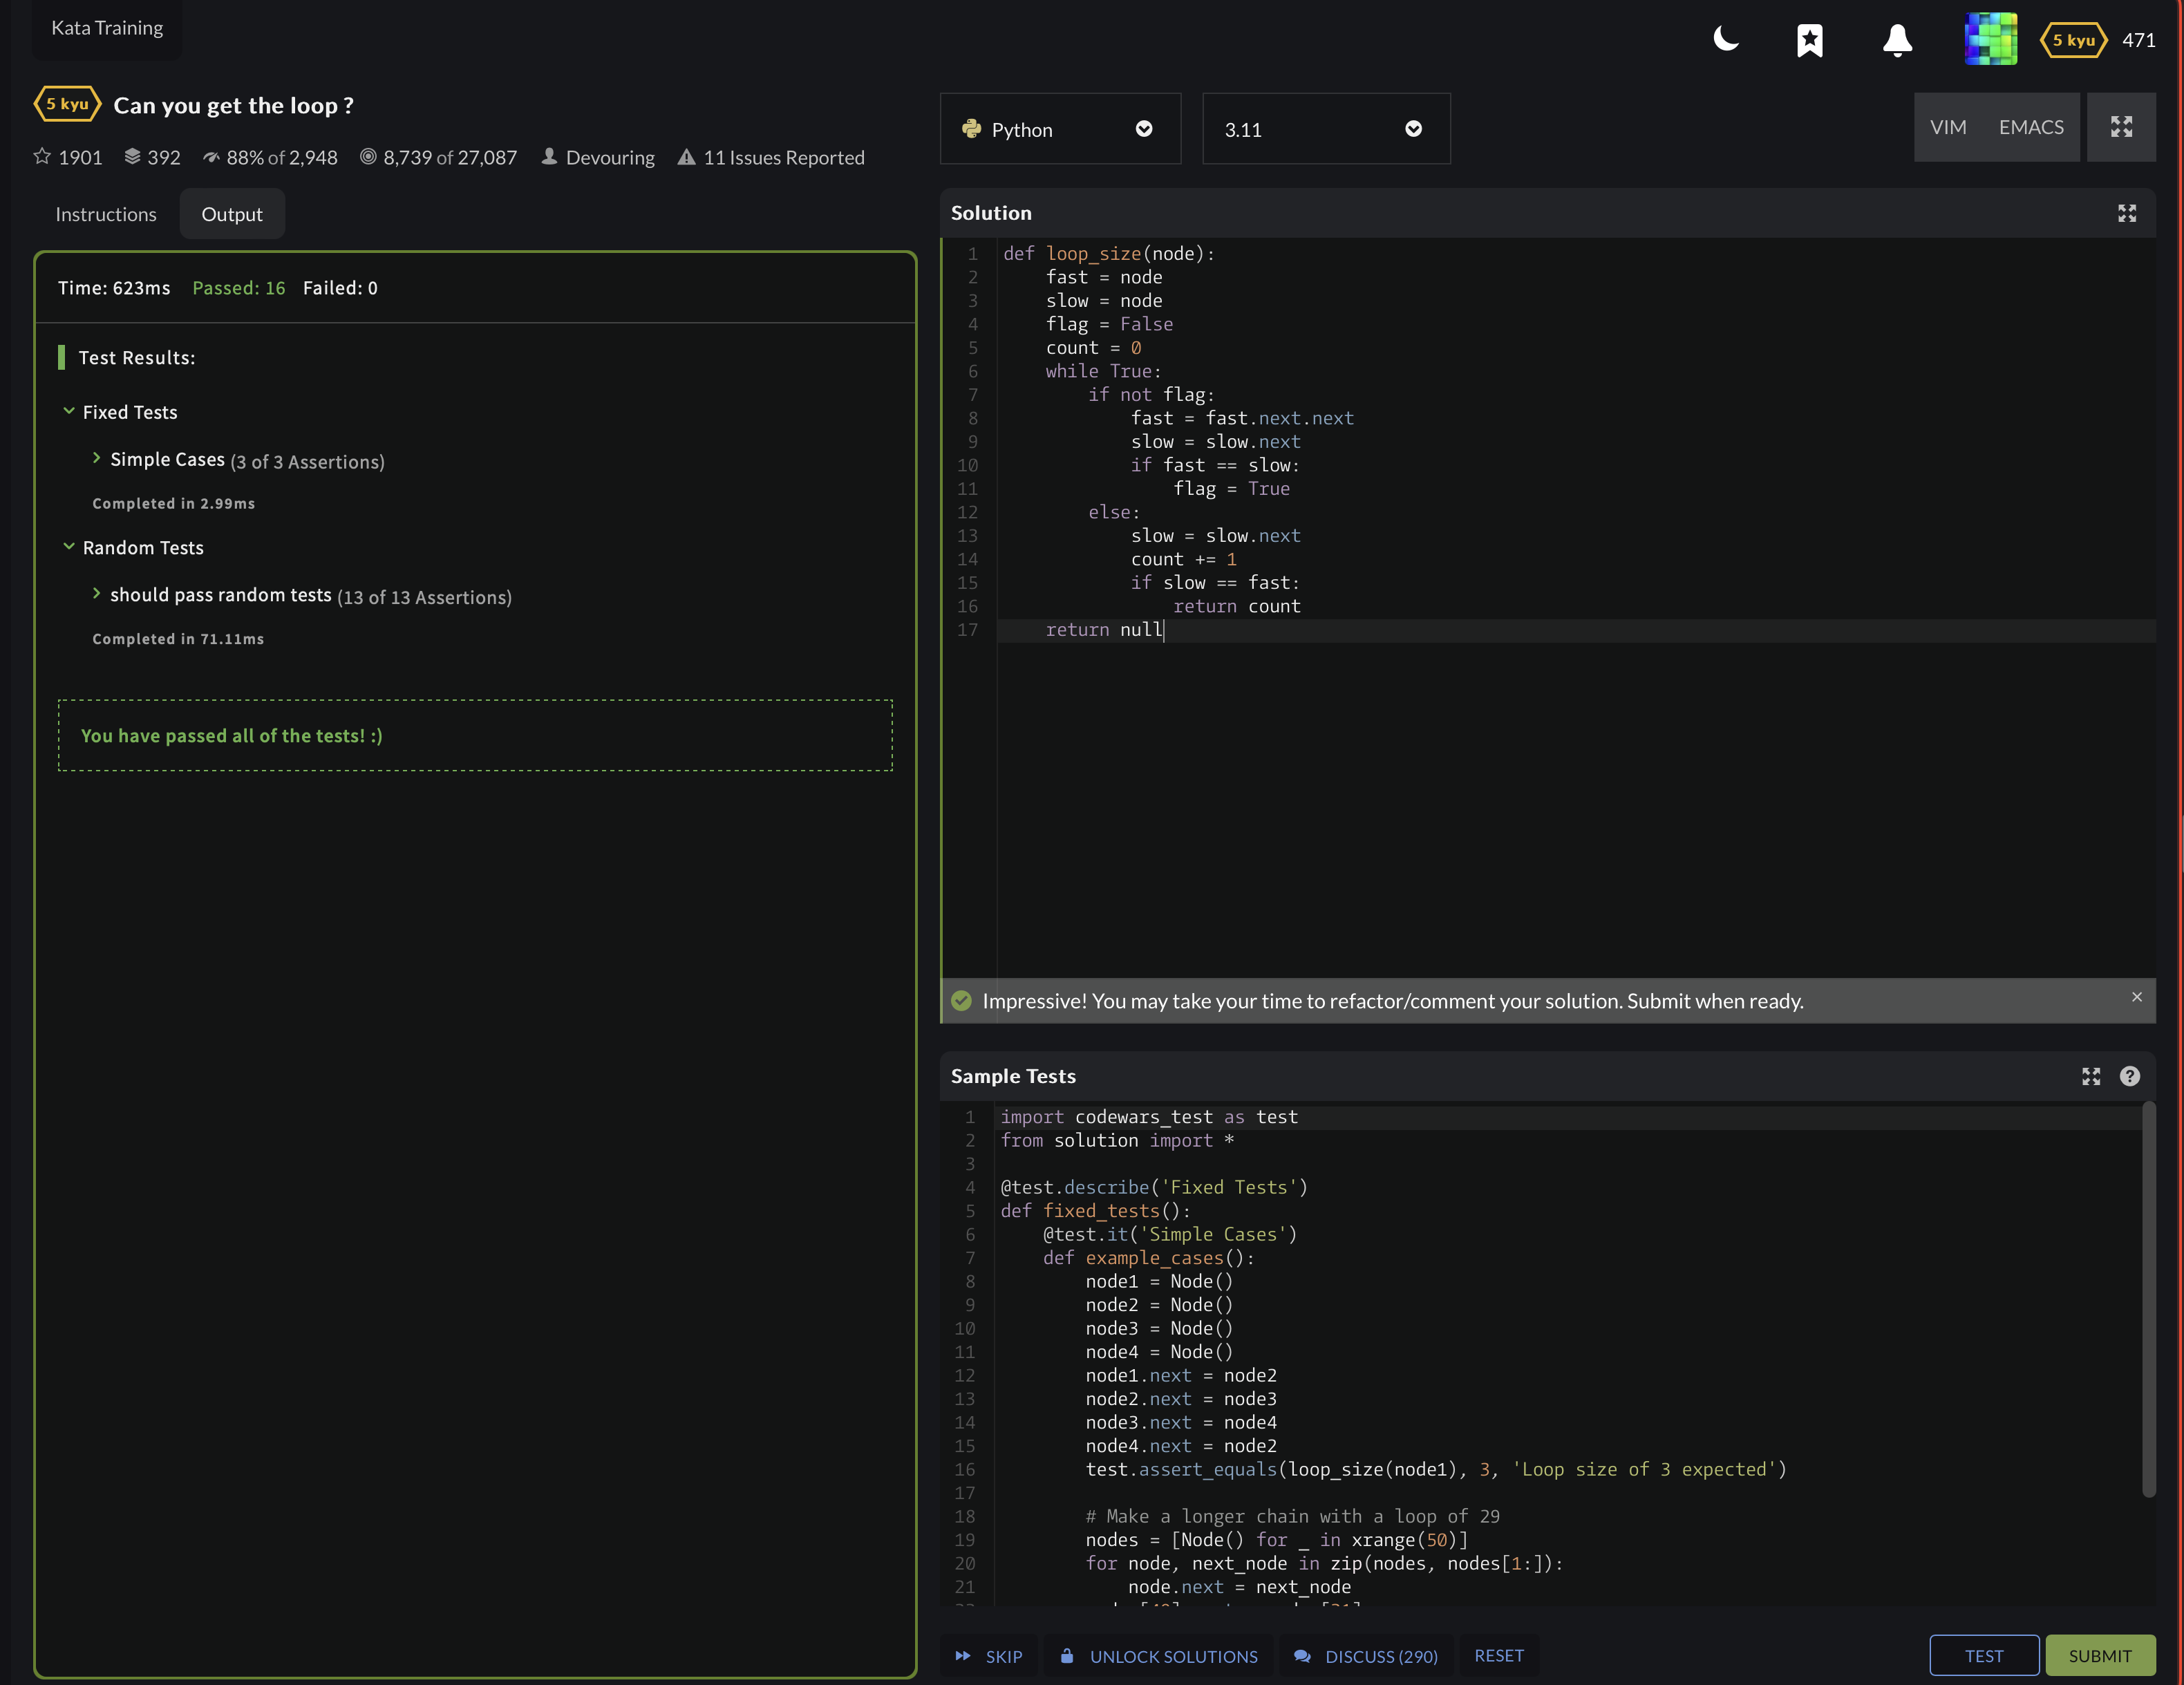 Kata Training
5 kyu 471
5 kyu Can you get the loop ?
1901 392 88% of 2,948 8,739 of 27,087 Devouring 11 Issues Reported
Instructions Output
Time: 623ms Passed: 16 Failed: 0
Test Results:
Fixed Tests
Simple Cases (3 of 3 Assertions)
Completed in 2.99ms
Random Tests
should pass random tests (13 of 13 Assertions)
Completed in 71.11ms
You have passed all of the tests! :)
Python 3.11 VIM EMACS
Solution
1 def loop_size(node):
2     fast = node
3     slow = node
4     flag = False
5     count = 0
6     while True:
7         if not flag:
8             fast = fast.next.next
9             slow = slow.next
10             if fast == slow:
11                 flag = True
12         else:
13             slow = slow.next
14             count += 1
15             if slow == fast:
16                 return count
17     return null
Impressive! You may take your time to refactor/comment your solution. Submit when ready.
Sample Tests
1 import codewars_test as test
2 from solution import *
3
4 @test.describe('Fixed Tests')
5 def fixed_tests():
6     @test.it('Simple Cases')
7     def example_cases():
8         node1 = Node()
9         node2 = Node()
10         node3 = Node()
11         node4 = Node()
12         node1.next = node2
13         node2.next = node3
14         node3.next = node4
15         node4.next = node2
16         test.assert_equals(loop_size(node1), 3, 'Loop size of 3 expected')
17
18         # Make a longer chain with a loop of 29
19         nodes = [Node() for _ in xrange(50)]
20         for node, next_node in zip(nodes, nodes[1:]):
21             node.next = next_node
SKIP UNLOCK SOLUTIONS DISCUSS (290) RESET TEST SUBMIT